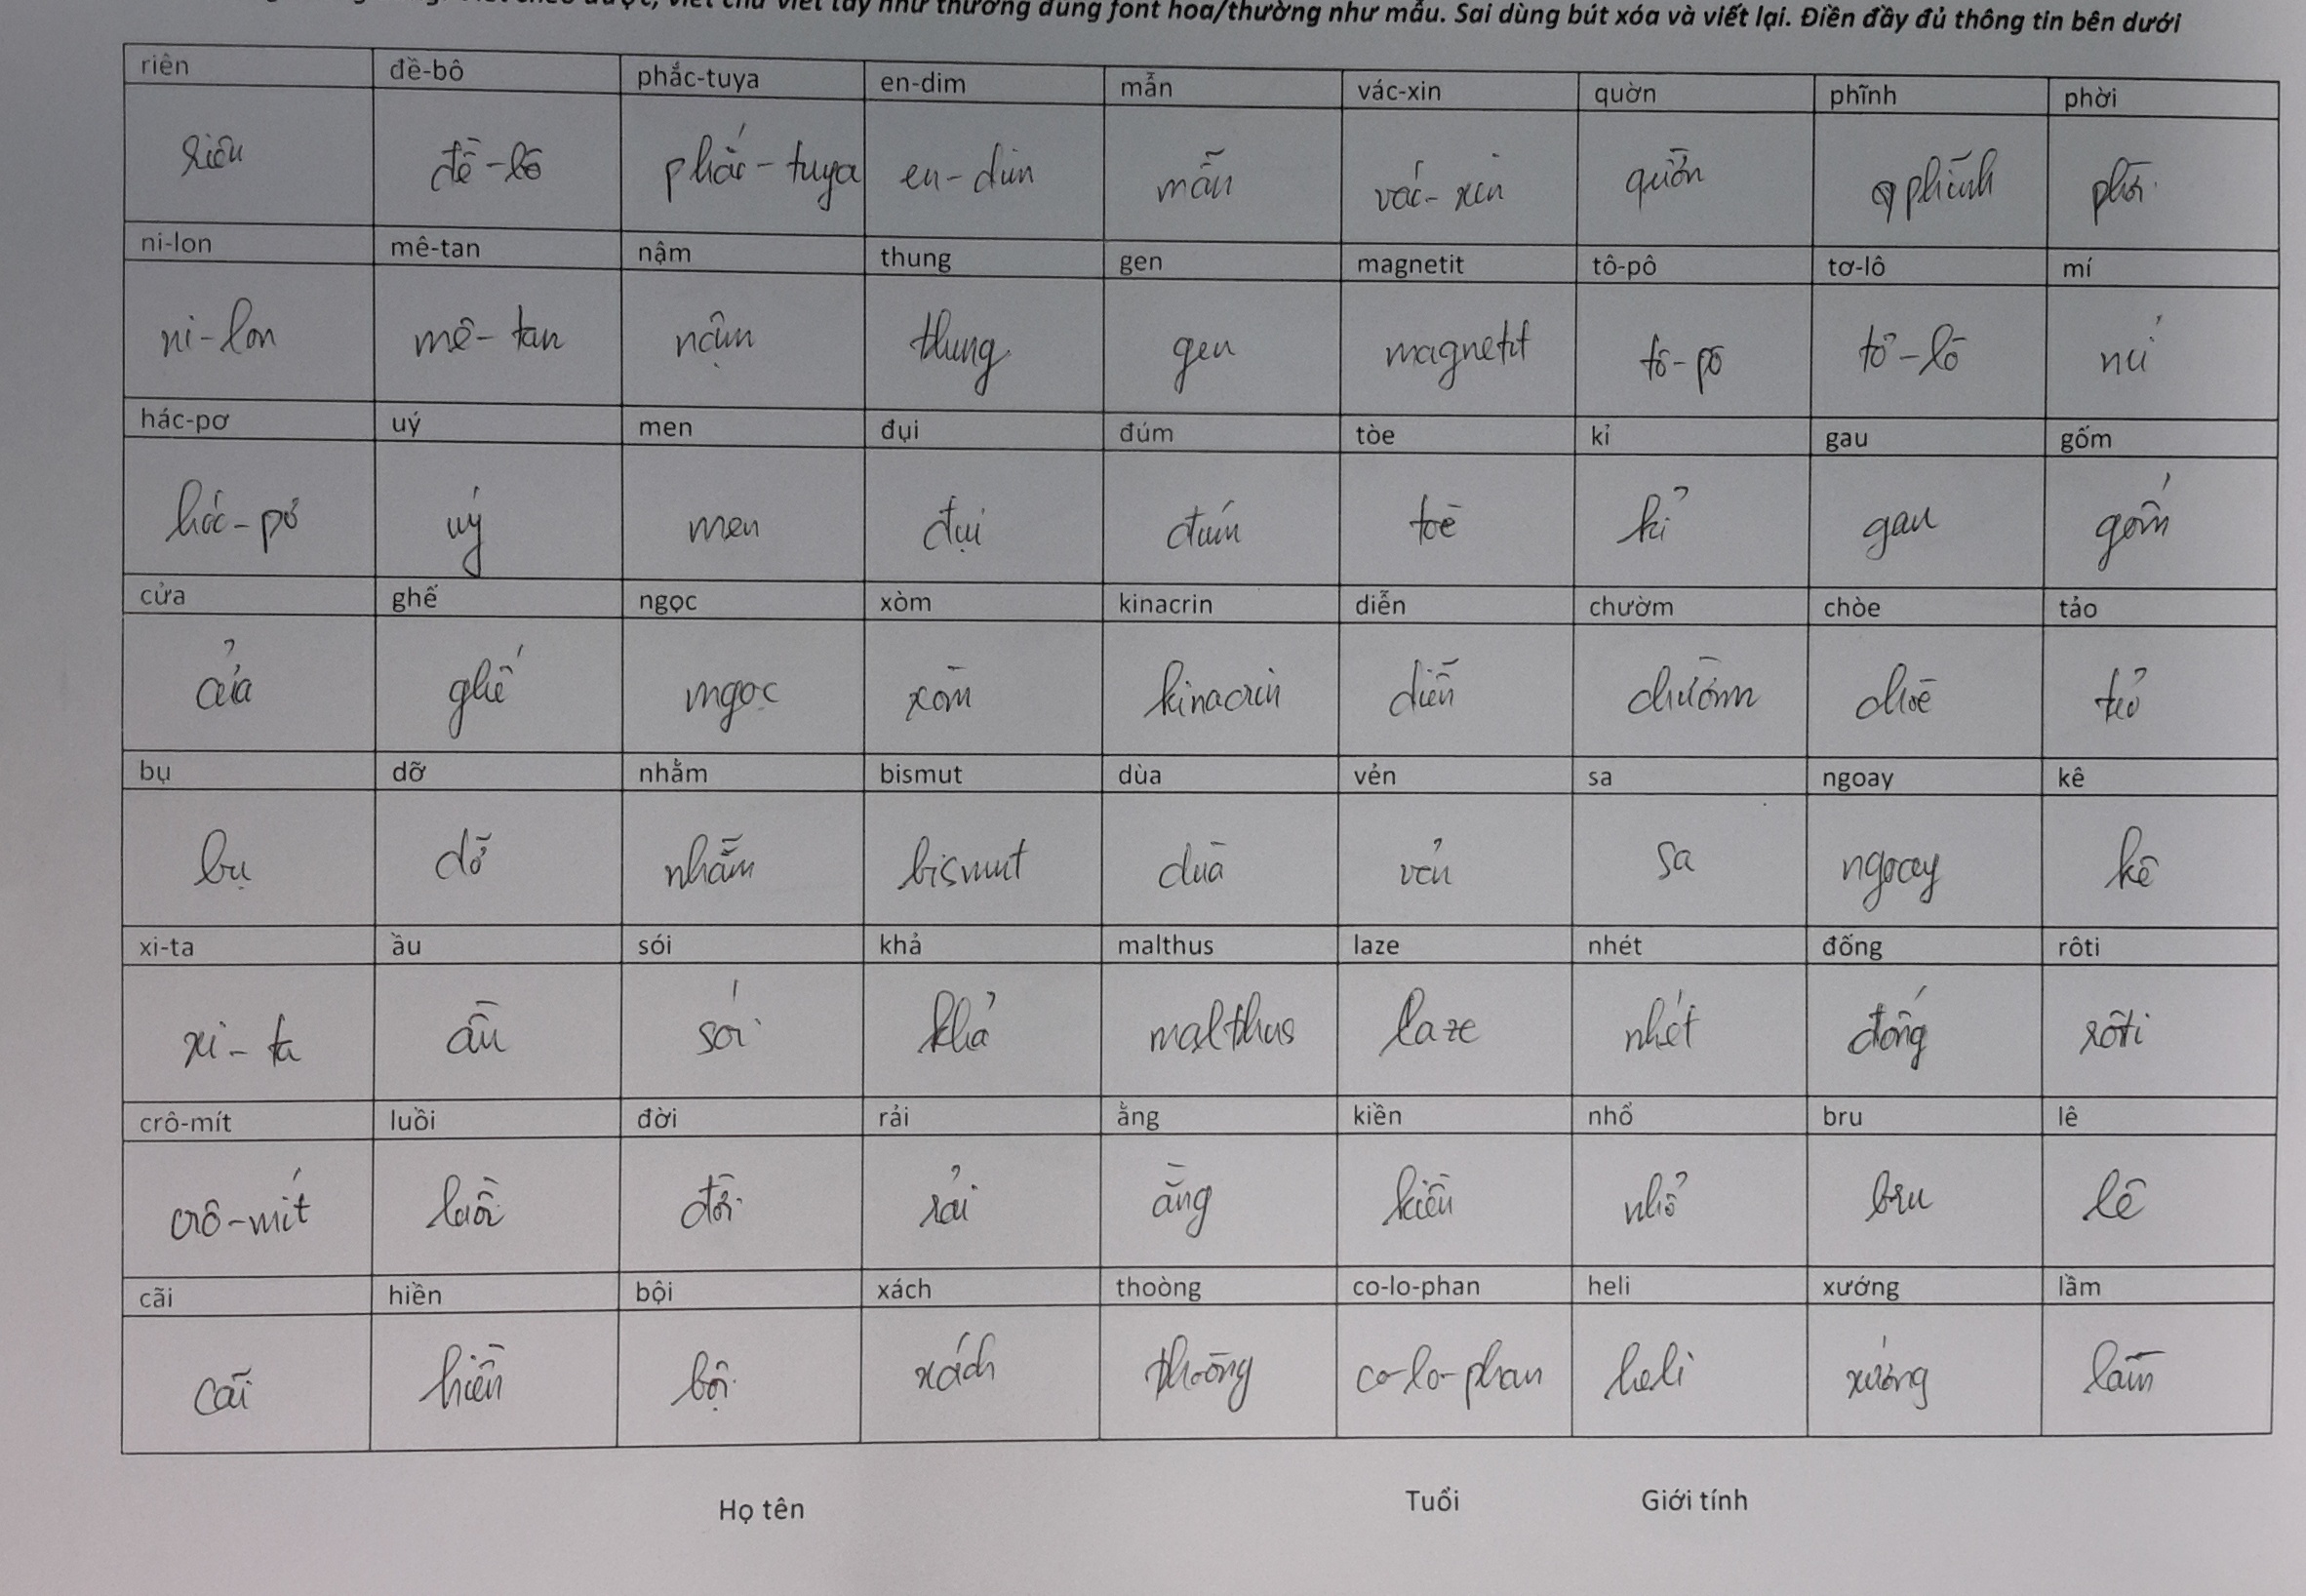 viết chữ viết tay như thường dùng font hoa/thường như mẫu. Sai dùng bút xóa và viết lại. Điền đầy đủ thông tin bên dưới
riên đề-bô phắc-tuya en-dim mẫn vác-xin quờn phĩnh phời
riên đề-bô phắc-tuya en-dim mẫn vác-xin quờn phĩnh phời
ni-lon mê-tan nậm thung gen magnetit tô-pô tơ-lô mí
ni-lon mê-tan nậm thung gen magnetit tô-pô tơ-lô mí
hác-pơ uý men đụi đúm tòe kỉ gau gốm
hác-pơ uý men đụi đúm tòe kỉ gau gốm
cửa ghế ngọc xòm kinacrin diễn chườm chòe tảo
cửa ghế ngọc xòm kinacrin diễn chườm chòe tảo
bụ dỡ nhằm bismut dùa vẻn sa ngoay kê
bụ dỡ nhằm bismut dùa vẻn sa ngoay kê
xi-ta ầu sói khả malthus laze nhét đống rôti
xi-ta ầu sói khả malthus laze nhét đống rôti
crô-mít luồi đời rải ằng kiền nhổ bru lê
crô-mít luồi đời rải ằng kiền nhổ bru lê
cãi hiền bội xách thoòng co-lo-phan heli xướng lầm
cãi hiền bội xách thoòng co-lo-phan heli xướng lầm
Họ tên Tuổi Giới tính